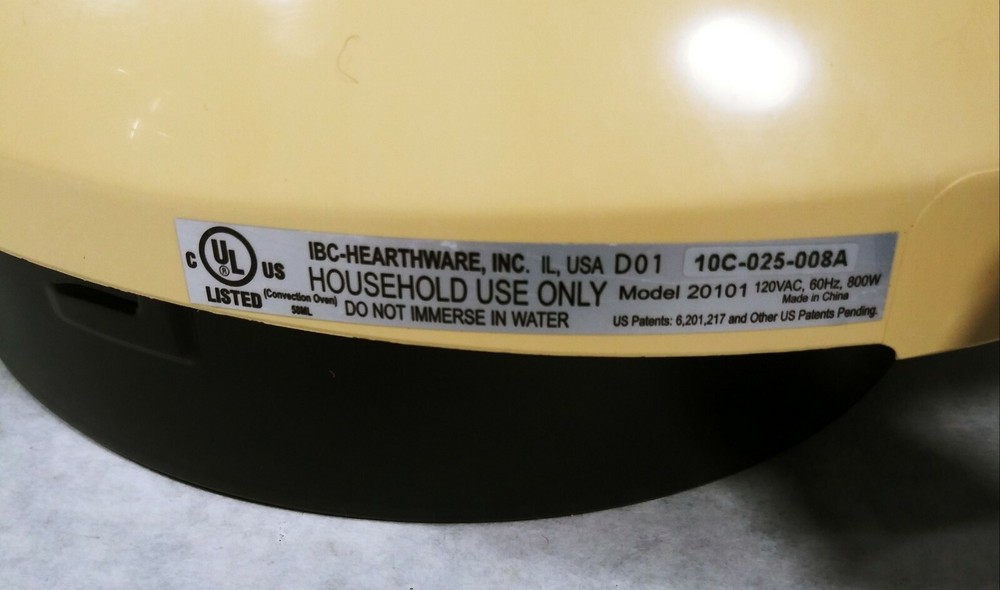 C UL ® US
LISTED (Convection Oven)
58ML
IBC-HEARTHWARE, INC. IL, USA D01 10C-025-008A
HOUSEHOLD USE ONLY Model 20101 120VAC, 60Hz, 800W
Made in China
DO NOT IMMERSE IN WATER US Patents: 6,201,217 and Other US Patents Pending.